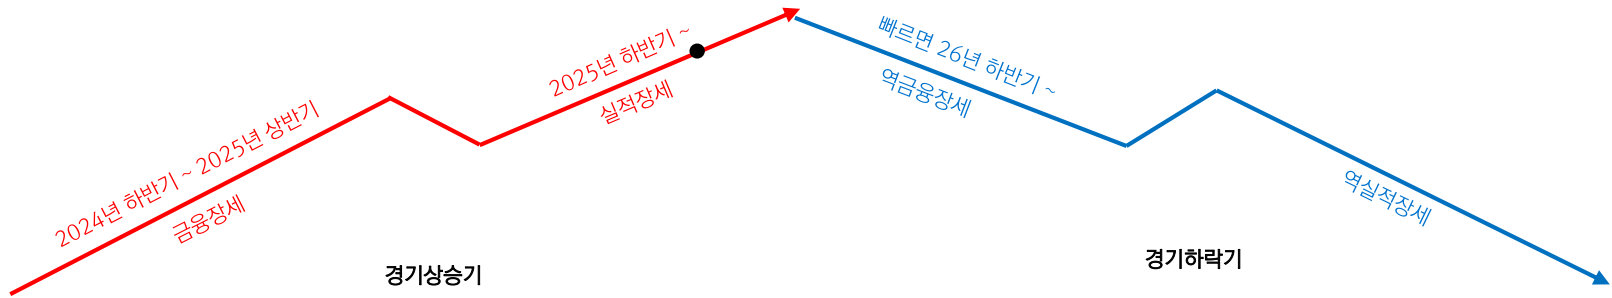 2024년 하반기 ~ 2025년 상반기
금융장세
2025년 하반기 ~
실적장세
경기상승기
빠르면 26년 하반기 ~
역금융장세
역실적장세
경기하락기